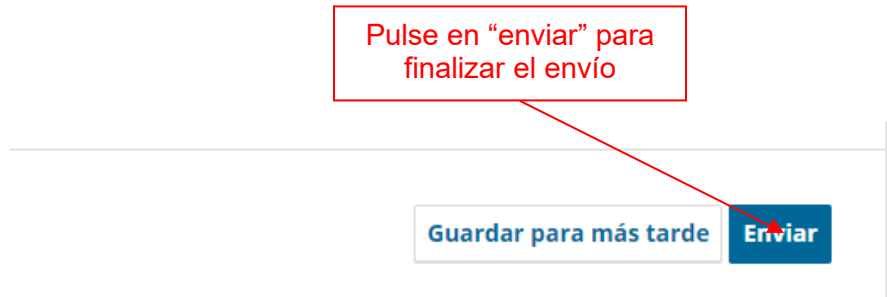 Pulse en “enviar” para
finalizar el envío
Guardar para más tarde Enviar